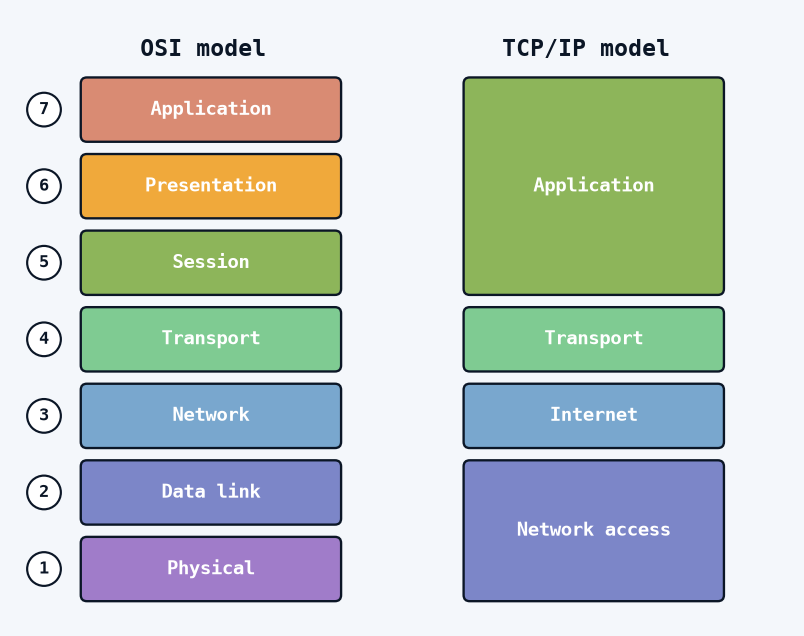 OSI model
7 Application
6 Presentation
5 Session
4 Transport
3 Network
2 Data link
1 Physical
TCP/IP model
Application
Transport
Internet
Network access